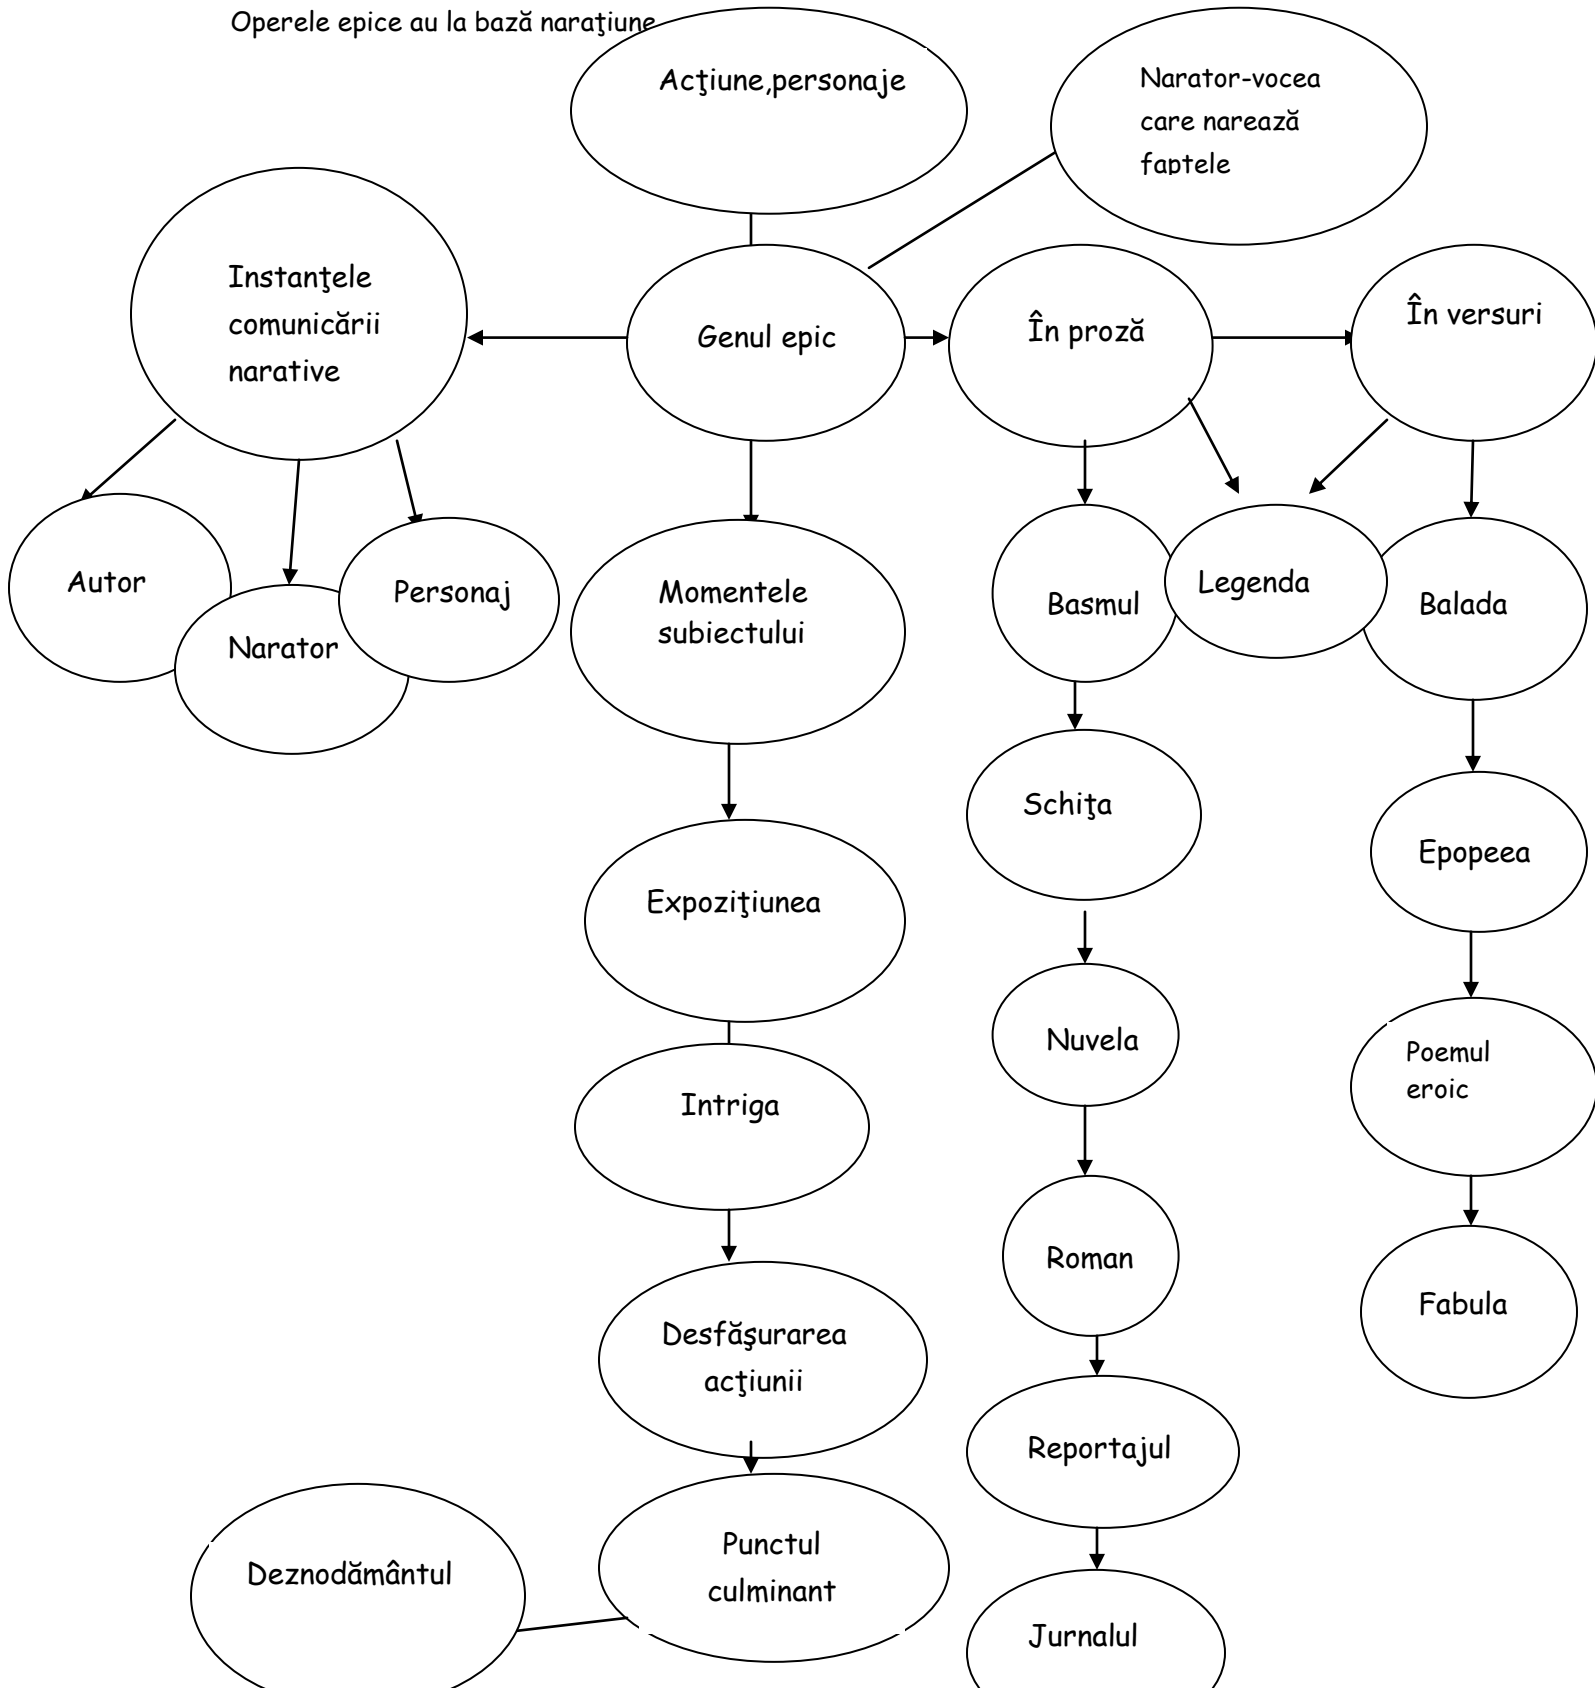 Operele epice au la bază naraţiune
Acţiune,personaje
Narator-vocea
care narează
faptele
Instanţele
comunicării
narative
Genul epic
În proză
În versuri
Autor
Narator
Personaj
Momentele
subiectului
Basmul
Legenda
Balada
Schiţa
Epopeea
Expoziţiunea
Nuvela
Poemul
eroic
Intriga
Roman
Fabula
Desfăşurarea
acţiunii
Reportajul
Punctul
culminant
Deznodământul
Jurnalul